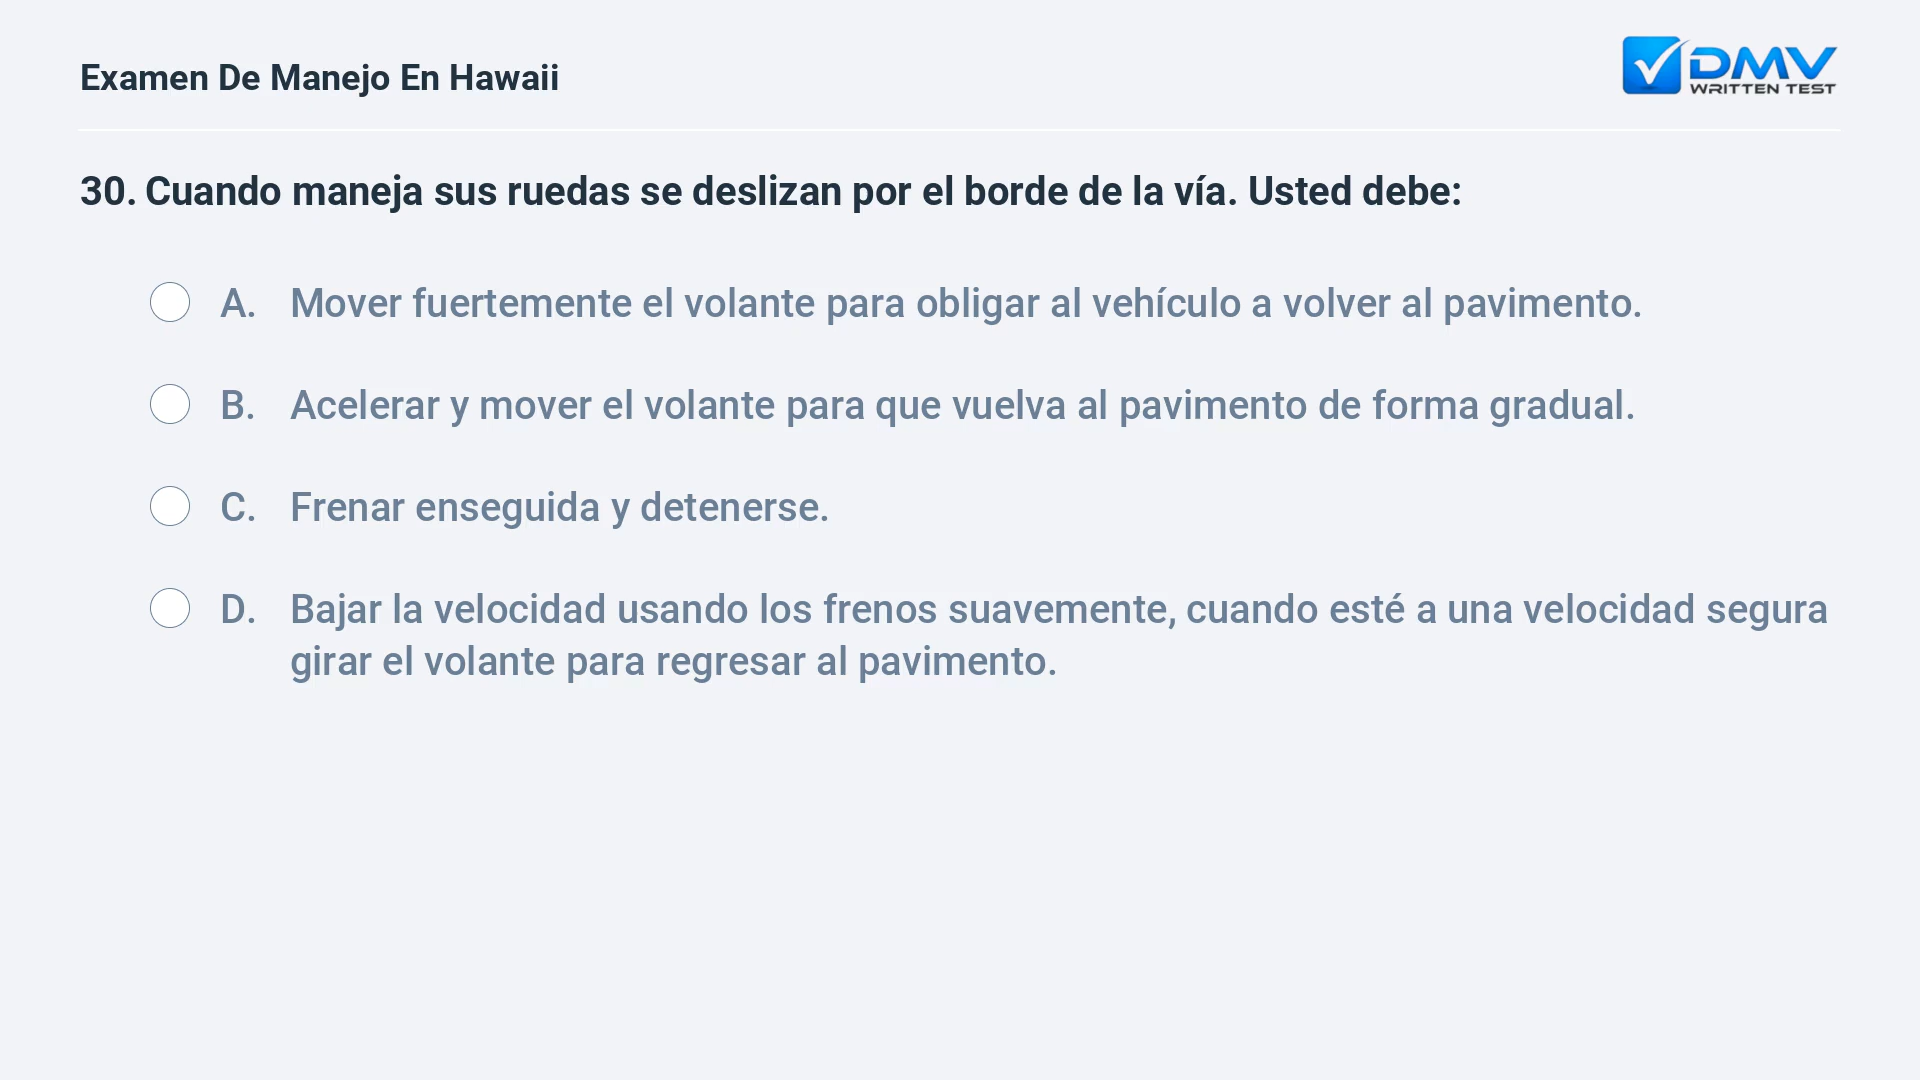 Examen De Manejo En Hawaii
DMV
WRITTEN TEST
30. Cuando maneja sus ruedas se deslizan por el borde de la vía. Usted debe:
A. Mover fuertemente el volante para obligar al vehículo a volver al pavimento.
B. Acelerar y mover el volante para que vuelva al pavimento de forma gradual.
C. Frenar enseguida y detenerse.
D. Bajar la velocidad usando los frenos suavemente, cuando esté a una velocidad segura
girar el volante para regresar al pavimento.